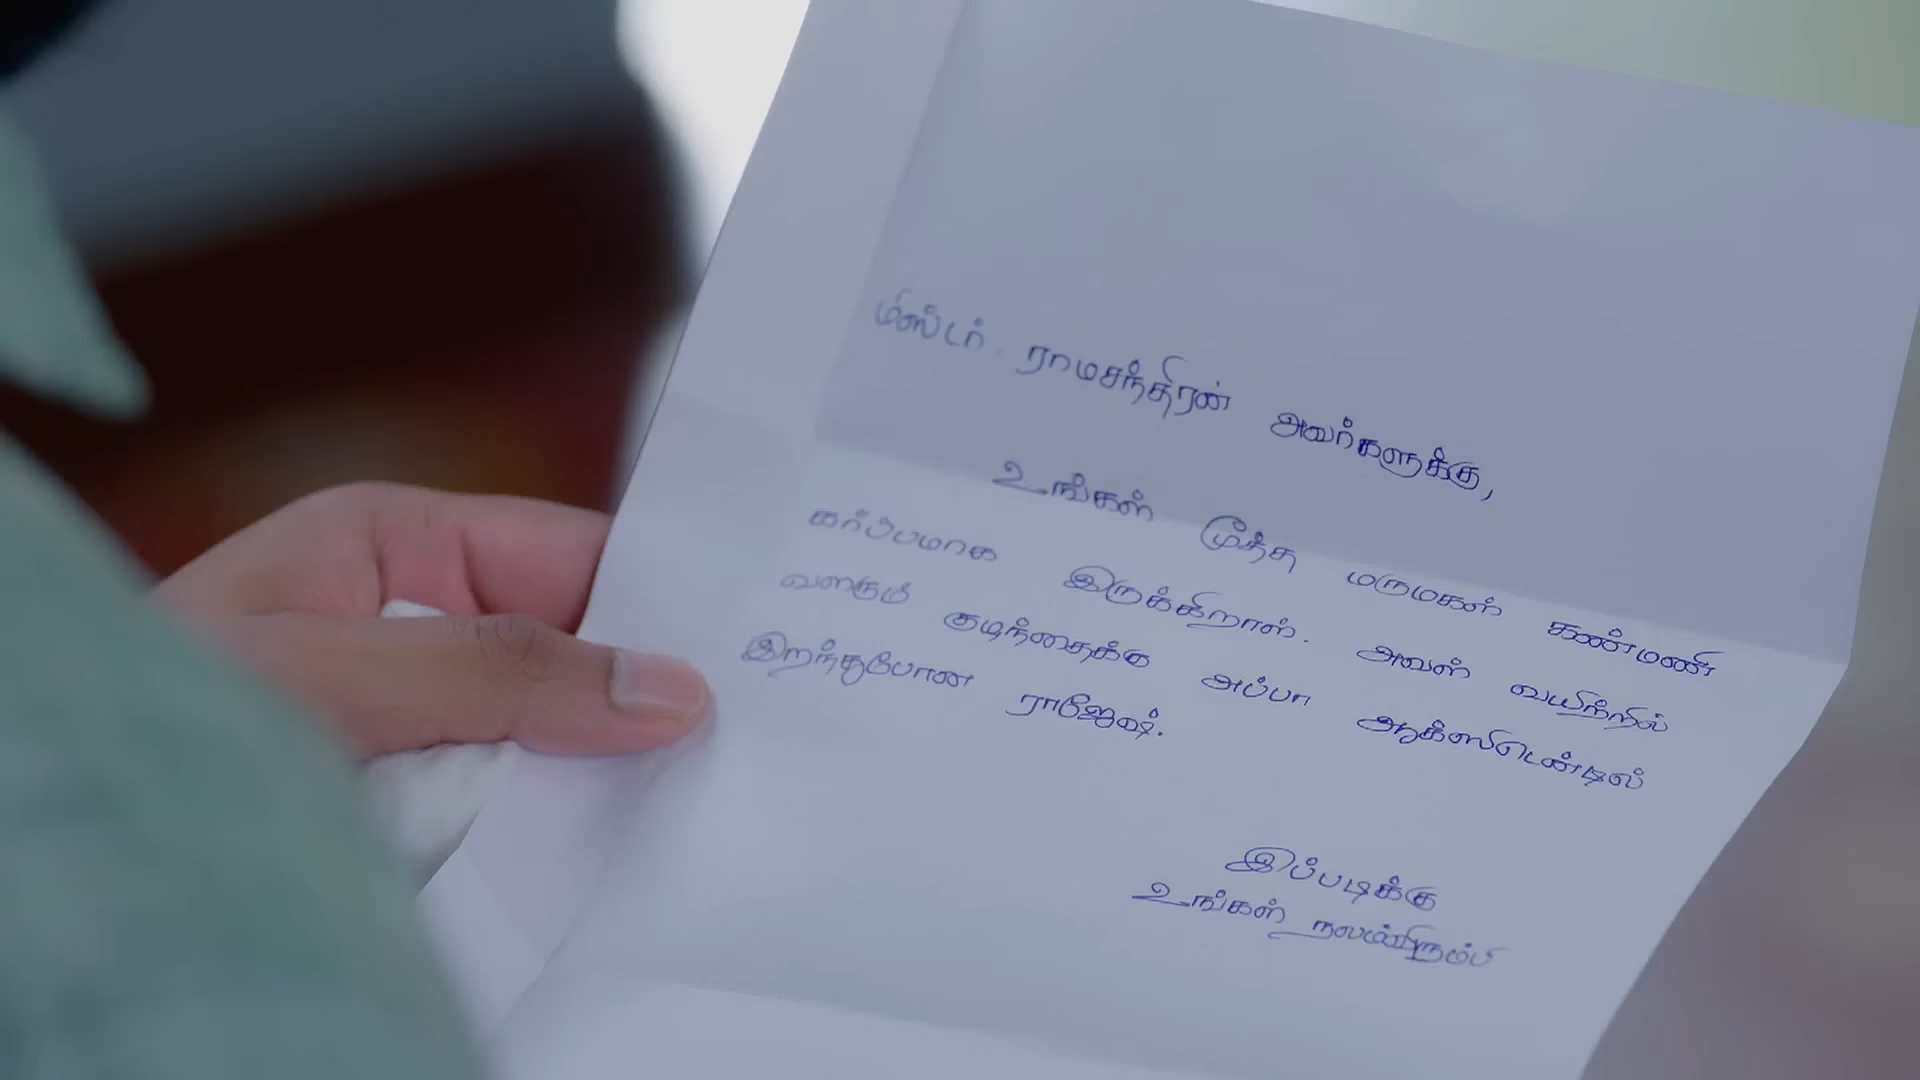 மிஸ்டர். ராமசந்திரன் அவர்களுக்கு,
உங்கள் மூத்த மருமகள் கண்மணி
கர்ப்பமாக இருக்கிறாள். அவள் வயிற்றில்
வளரும் குழந்தைக்கு அப்பா ஆக்ஸிடெண்டில்
இறந்துபோன ராஜேஷ்.
இப்படிக்கு
உங்கள் நலம்விரும்பி